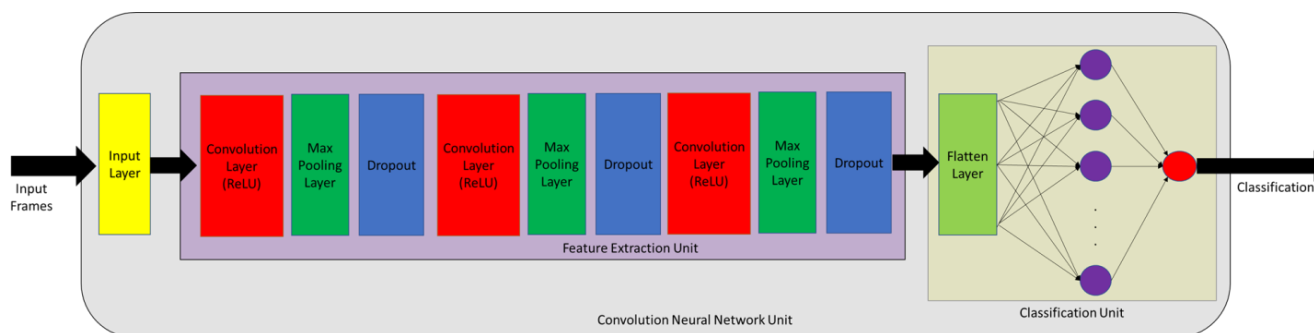 Input
Frames
Input
Layer
Convolution
Layer
(ReLU)
Max
Pooling
Layer
Dropout
Convolution
Layer
(ReLU)
Max
Pooling
Layer
Dropout
Convolution
Layer
(ReLU)
Max
Pooling
Layer
Dropout
Feature Extraction Unit
Flatten
Layer
Classification
Classification Unit
Convolution Neural Network Unit